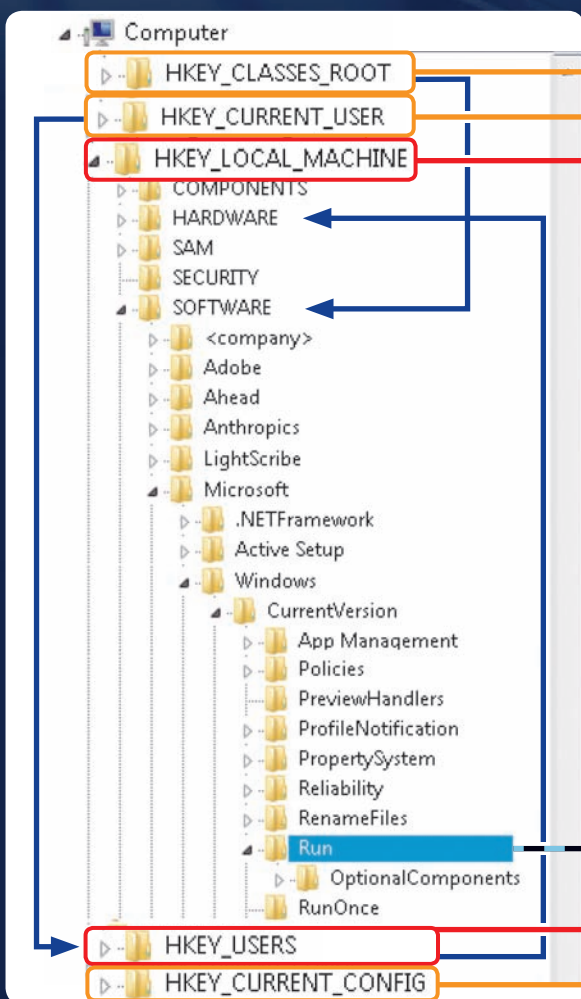 Computer
HKEY_CLASSES_ROOT
HKEY_CURRENT_USER
HKEY_LOCAL_MACHINE
COMPONENTS
HARDWARE
SAM
SECURITY
SOFTWARE
<company>
Adobe
Ahead
Anthropics
LightScribe
Microsoft
.NETFramework
Active Setup
Windows
CurrentVersion
App Management
Policies
PreviewHandlers
ProfileNotification
PropertySystem
Reliability
RenameFiles
Run
OptionalComponents
RunOnce
HKEY_USERS
HKEY_CURRENT_CONFIG